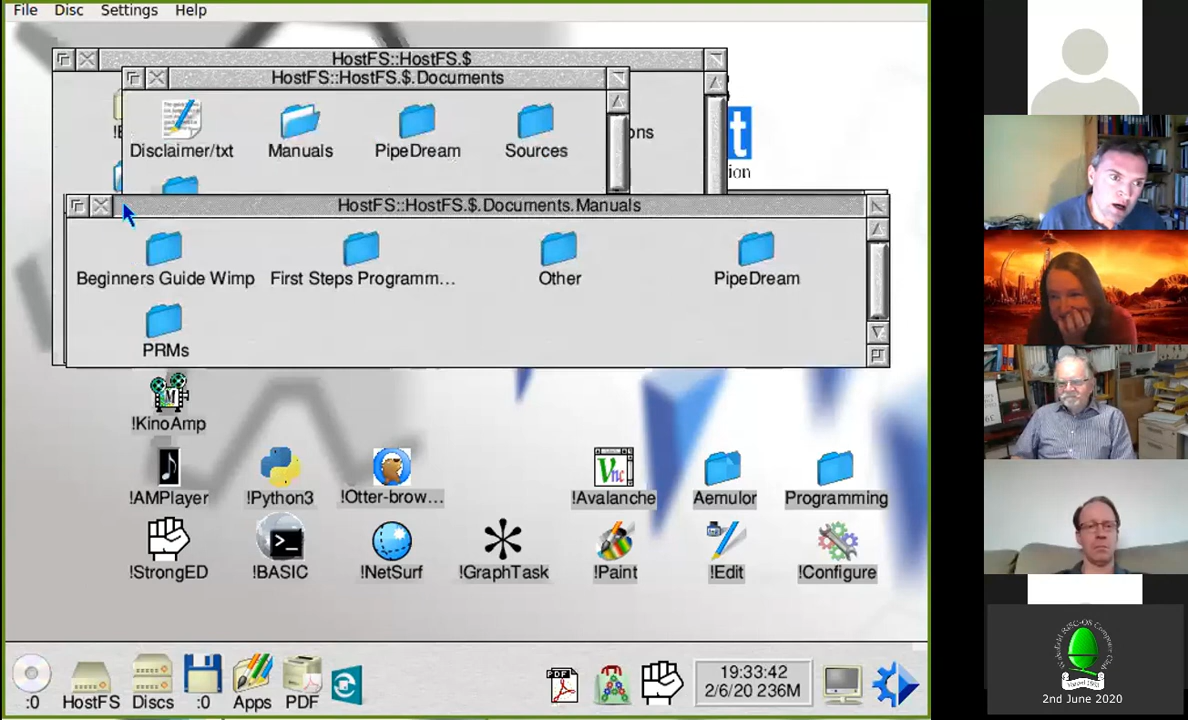 File Disc Settings Help
HostFS::HostFS.$
HostFS::HostFS.$.Documents
Disclaimer/txt Manuals PipeDream Sources
ons
t
ion
HostFS::HostFS.$.Documents.Manuals
Beginners Guide Wimp First Steps Programm... Other PipeDream
PRMs
!KinoAmp
!AMPlayer !Python3 !Otter-brow... !Avalanche Aemulor Programming
!StrongED !BASIC !NetSurf !GraphTask !Paint !Edit !Configure
:0 HostFS Discs :0 Apps PDF
PDF
19:33:42
2/6/20 236M
2nd June 2020